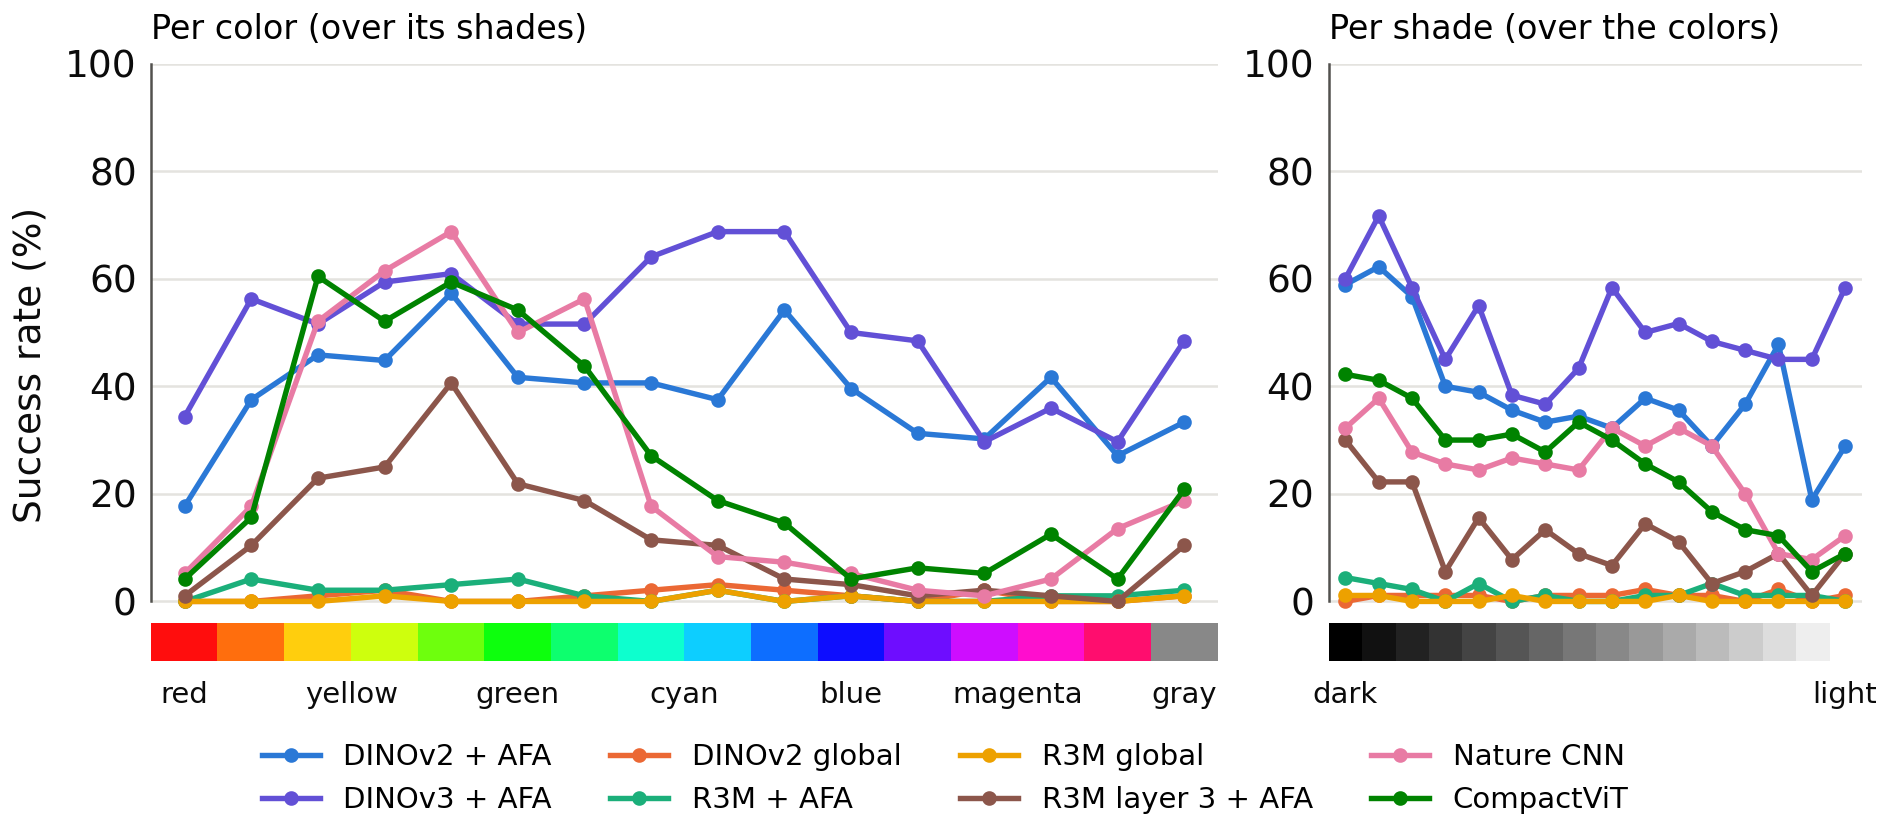 Per color (over its shades)
Per shade (over the colors)
Success rate (%)
100
80
60
40
20
0
100
80
60
40
20
0
red yellow green cyan blue magenta gray
dark light
DINOv2 + AFA DINOv2 global R3M global Nature CNN
DINOv3 + AFA R3M + AFA R3M layer 3 + AFA CompactViT